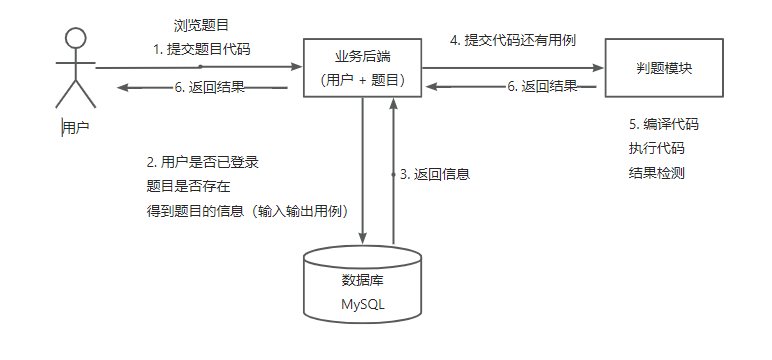 浏览题目
1. 提交题目代码
6. 返回结果
用户
业务后端
（用户 + 题目）
4. 提交代码还有用例
6. 返回结果
判题模块
5. 编译代码
执行代码
结果检测
2. 用户是否已登录
题目是否存在
得到题目的信息（输入输出用例）
3. 返回信息
数据库
MySQL